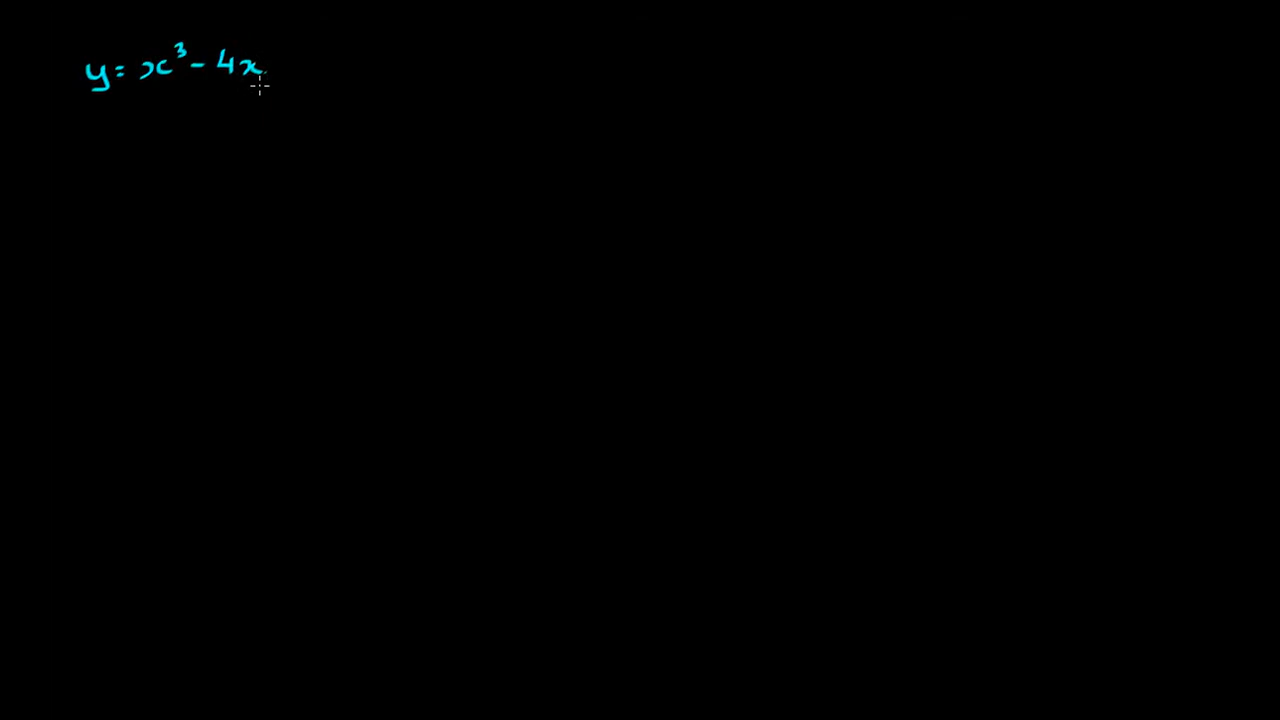 y = x³ - 4x